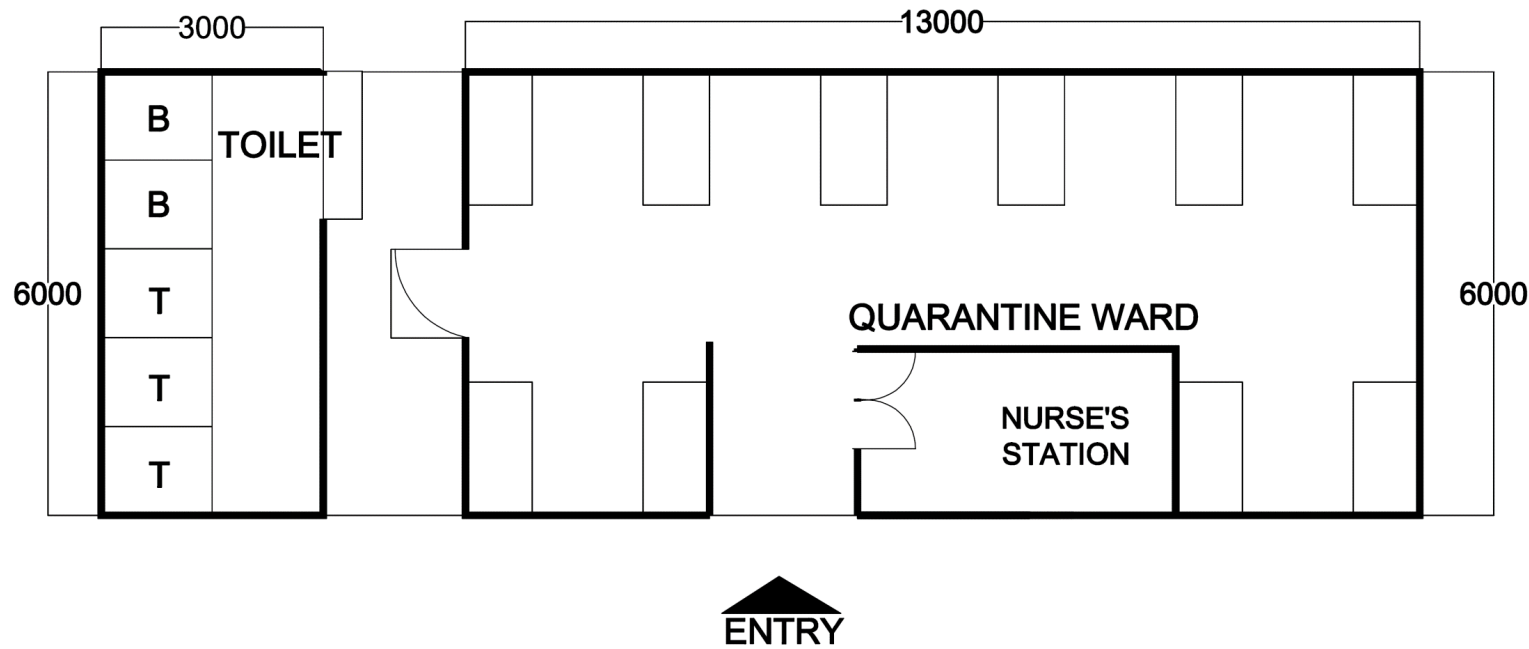 3000
13000
B
TOILET
B
6000
T
6000
QUARANTINE WARD
T
NURSE'S
STATION
T
ENTRY